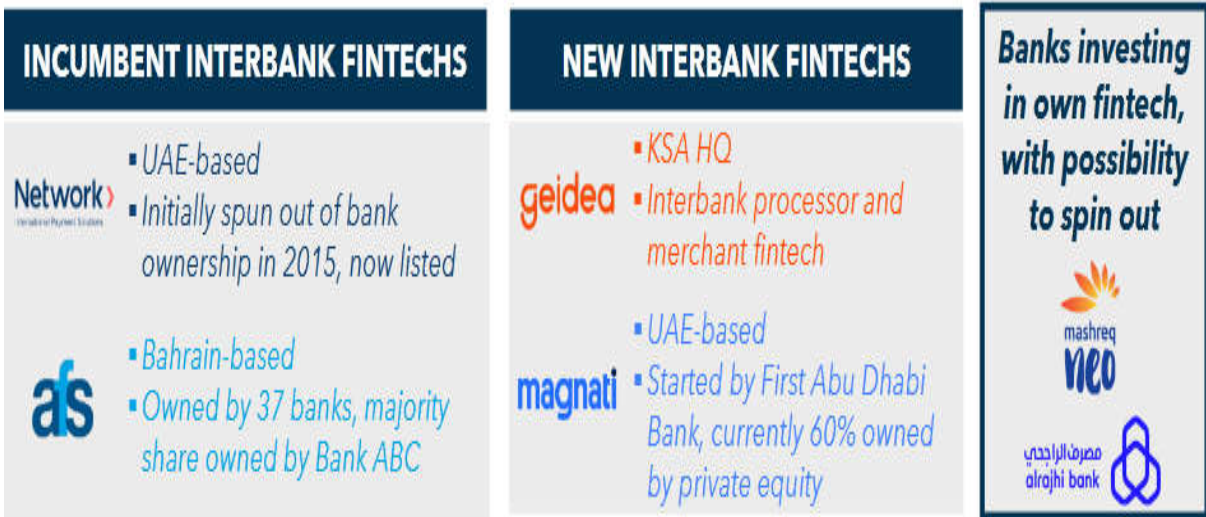 INCUMBENT INTERBANK FINTECHS
Network
International Payment Solutions
▪ UAE-based
▪ Initially spun out of bank
ownership in 2015, now listed
afs
▪ Bahrain-based
▪ Owned by 37 banks, majority
share owned by Bank ABC
NEW INTERBANK FINTECHS
geidea
▪ KSA HQ
▪ Interbank processor and
merchant fintech
magnati
▪ UAE-based
▪ Started by First Abu Dhabi
Bank, currently 60% owned
by private equity
Banks investing
in own fintech,
with possibility
to spin out
mashreq
neo
مصرف الراجحي
alrajhi bank